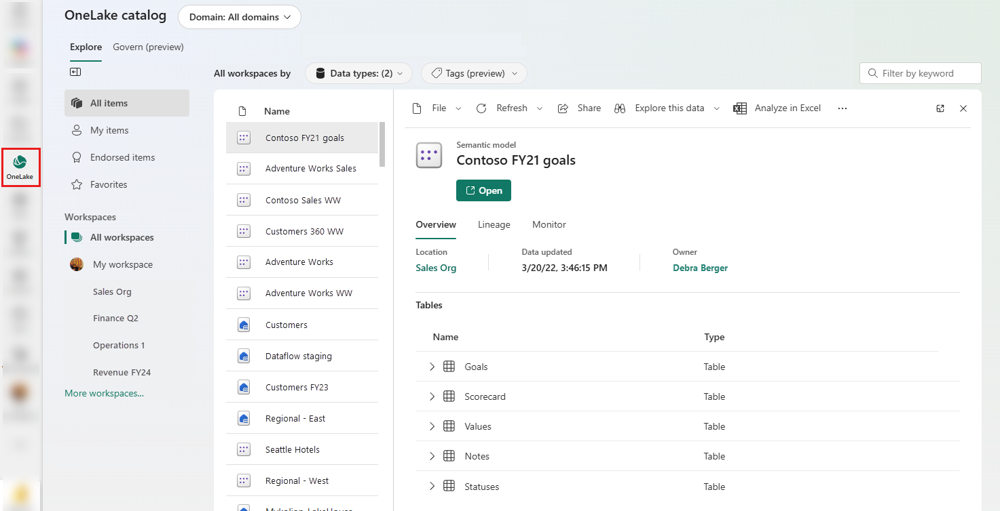 OneLake catalog
Domain: All domains
Explore
Govern (preview)
All workspaces by
Data types: (2)
Tags (preview)
Filter by keyword
OneLake
All items
My items
Endorsed items
Favorites
Workspaces
All workspaces
My workspace
Sales Org
Finance Q2
Operations 1
Revenue FY24
More workspaces...
Name
Contoso FY21 goals
Adventure Works Sales
Contoso Sales WW
Customers 360 WW
Adventure Works
Adventure Works WW
Customers
Dataflow staging
Customers FY23
Regional - East
Seattle Hotels
Regional - West
File
Refresh
Share
Explore this data
Analyze in Excel
...
Semantic model
Contoso FY21 goals
Open
Overview
Lineage
Monitor
Location
Data updated
Owner
Sales Org
3/20/22, 3:46:15 PM
Debra Berger
Tables
Name Type
Goals Table
Scorecard Table
Values Table
Notes Table
Statuses Table